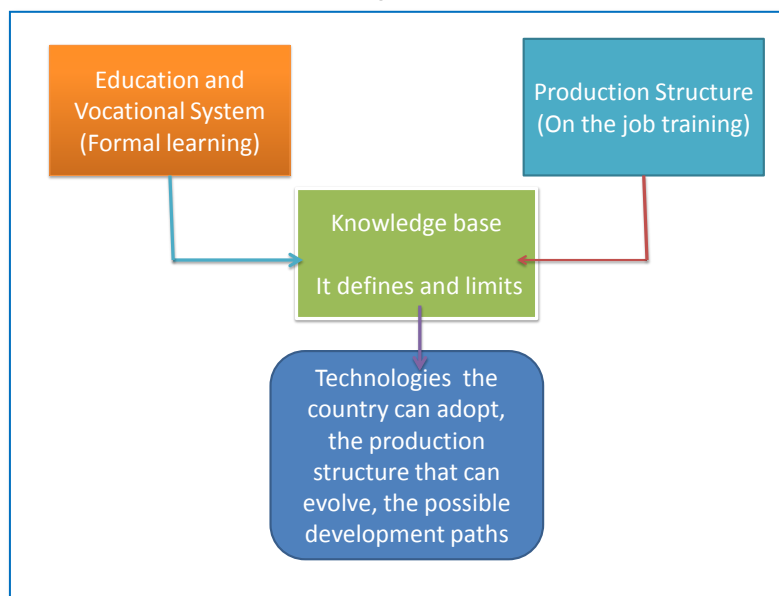 Education and
Vocational System
(Formal learning)
Production Structure
(On the job training)
Knowledge base
It defines and limits
Technologies the
country can adopt,
the production
structure that can
evolve, the possible
development paths